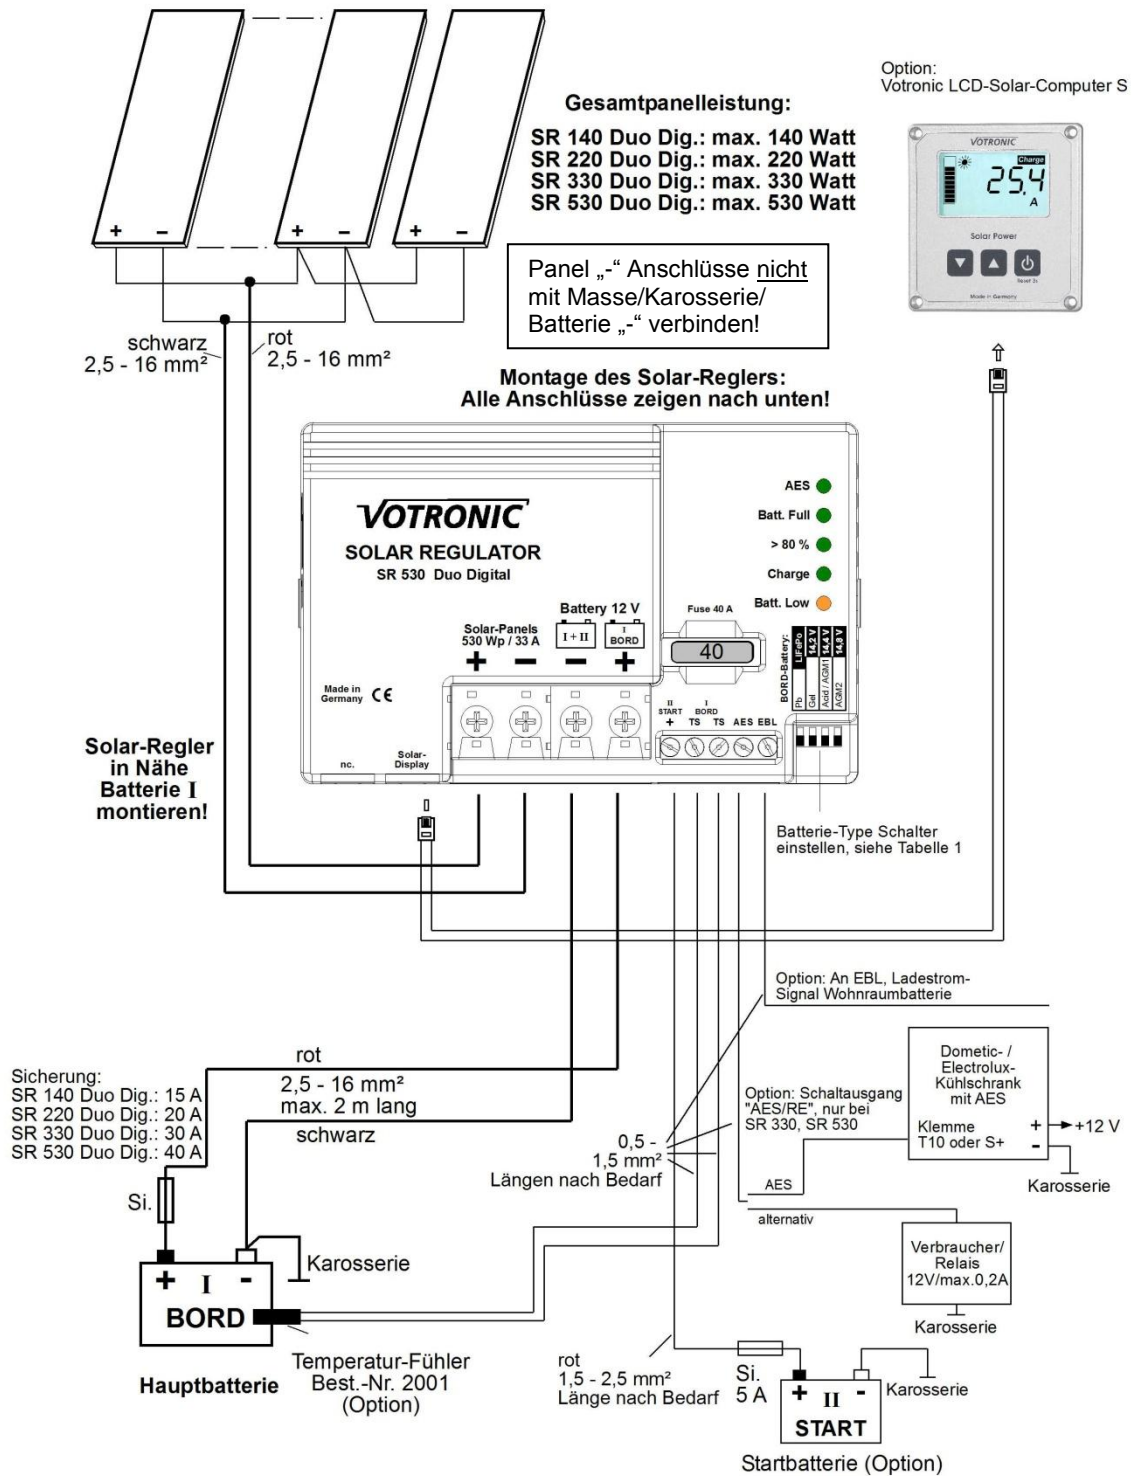 Option:
Votronic LCD-Solar-Computer S
Gesamtpanelleistung:
SR 140 Duo Dig.: max. 140 Watt
SR 220 Duo Dig.: max. 220 Watt
SR 330 Duo Dig.: max. 330 Watt
SR 530 Duo Dig.: max. 530 Watt
VOTRONIC
Charge
25,4
A
Solar Power
Reset 3s
Made in Germany
+ – + – + –
Panel „-“ Anschlüsse nicht
mit Masse/Karosserie/
Batterie „-“ verbinden!
schwarz
2,5 - 16 mm²
rot
2,5 - 16 mm²
Montage des Solar-Reglers:
Alle Anschlüsse zeigen nach unten!
VOTRONIC
SOLAR REGULATOR
SR 530 Duo Digital
AES
Batt. Full
> 80 %
Charge
Batt. Low
Battery 12 V
Solar-Panels
530 Wp / 33 A
I + II
I
BORD
+ – – +
Fuse 40 A
40
BORD-Battery:
Pb LiFePo
Gel 14,2 V
Acid / AGM1 14,4 V
AGM2 14,8 V
Made in
Germany CE
II
START
I
BORD
+ TS TS AES EBL
nc.
Solar-
Display
Solar-Regler
in Nähe
Batterie I
montieren!
Batterie-Type Schalter
einstellen, siehe Tabelle 1
Option: An EBL, Ladestrom-
Signal Wohnraumbatterie
rot
2,5 - 16 mm²
max. 2 m lang
schwarz
Sicherung:
SR 140 Duo Dig.: 15 A
SR 220 Duo Dig.: 20 A
SR 330 Duo Dig.: 30 A
SR 530 Duo Dig.: 40 A
Si.
Option: Schaltausgang
"AES/RE", nur bei
SR 330, SR 530
0,5 -
1,5 mm²
Längen nach Bedarf
Dometic- /
Electrolux-
Kühlschrank
mit AES
Klemme
T10 oder S+
+
-
+12 V
Karosserie
AES
alternativ
Verbraucher/
Relais
12V/max.0,2A
Karosserie
Karosserie
+ I -
BORD
Hauptbatterie
Temperatur-Fühler
Best.-Nr. 2001
(Option)
rot
1,5 - 2,5 mm²
Länge nach Bedarf
Si.
5 A
+ II -
START
Karosserie
Startbatterie (Option)